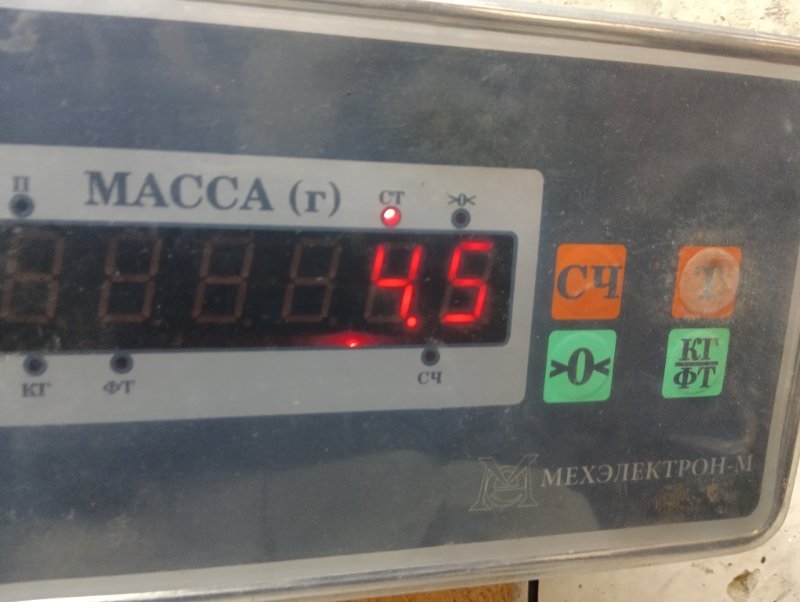 П
МАССА (г)
СТ
>0<
4.5
КГ
ФТ
СЧ
СЧ
Т
>0<
КГ
ФТ
МЕХЭЛЕКТРОН-М